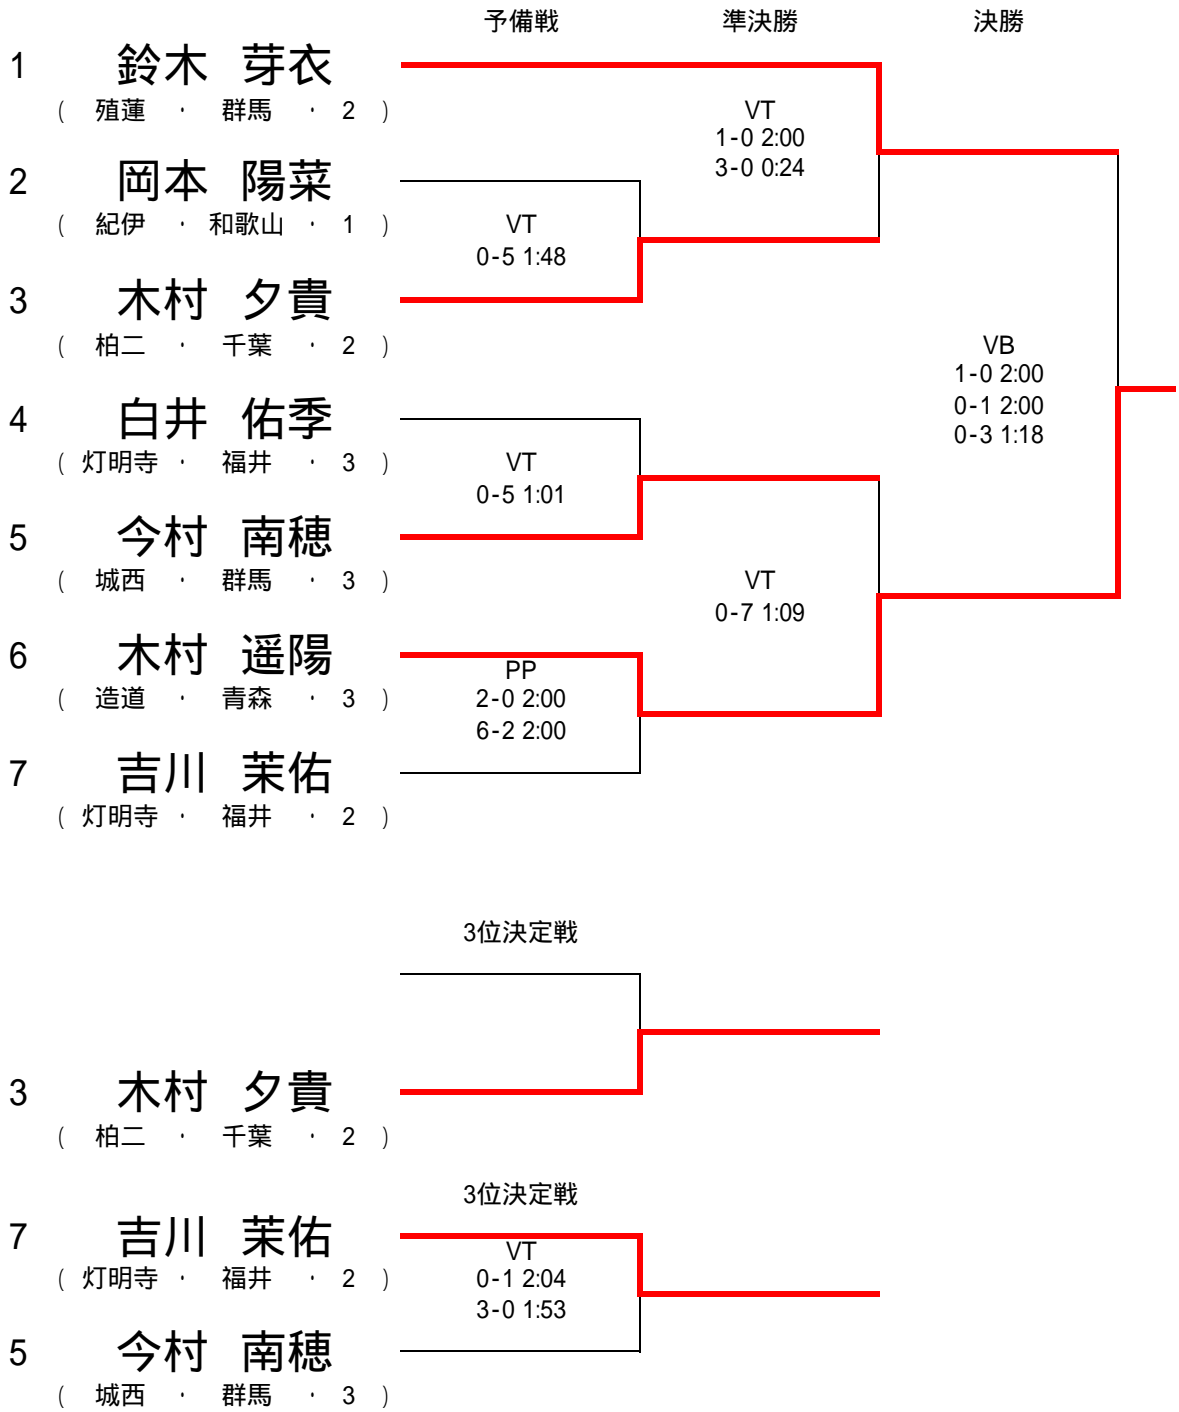 予備戦 準決勝 決勝
1 鈴木 芽衣
( 殖蓮 ・ 群馬 ・ 2 )
VT
1-0 2:00
3-0 0:24
2 岡本 陽菜
( 紀伊 ・ 和歌山 ・ 1 )
VT
0-5 1:48
3 木村 夕貴
( 柏二 ・ 千葉 ・ 2 )
VB
1-0 2:00
0-1 2:00
0-3 1:18
4 白井 佑季
( 灯明寺 ・ 福井 ・ 3 )
VT
0-5 1:01
5 今村 南穂
( 城西 ・ 群馬 ・ 3 )
VT
0-7 1:09
6 木村 遥陽
( 造道 ・ 青森 ・ 3 )
PP
2-0 2:00
6-2 2:00
7 吉川 茉佑
( 灯明寺 ・ 福井 ・ 2 )
3位決定戦
3 木村 夕貴
( 柏二 ・ 千葉 ・ 2 )
3位決定戦
7 吉川 茉佑
( 灯明寺 ・ 福井 ・ 2 )
VT
0-1 2:04
3-0 1:53
5 今村 南穂
( 城西 ・ 群馬 ・ 3 )